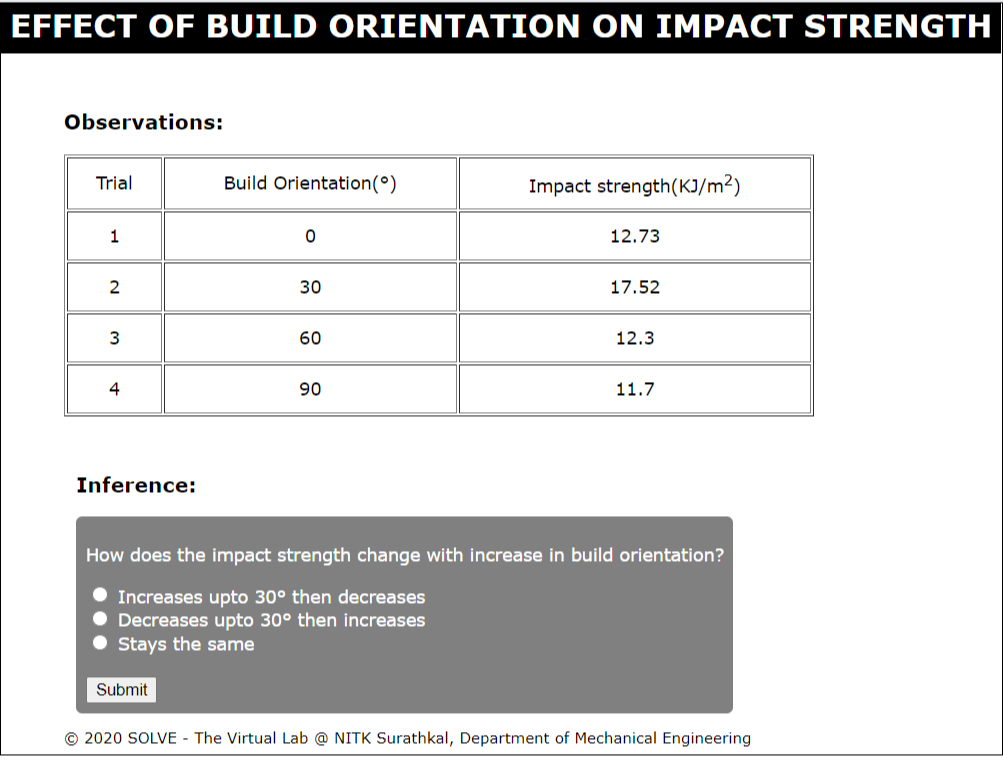 EFFECT OF BUILD ORIENTATION ON IMPACT STRENGTH
Observations:
Trial Build Orientation(°) Impact strength(KJ/m²)
1 0 12.73
2 30 17.52
3 60 12.3
4 90 11.7
Inference:
How does the impact strength change with increase in build orientation?
Increases upto 30° then decreases
Decreases upto 30° then increases
Stays the same
Submit
© 2020 SOLVE - The Virtual Lab @ NITK Surathkal, Department of Mechanical Engineering